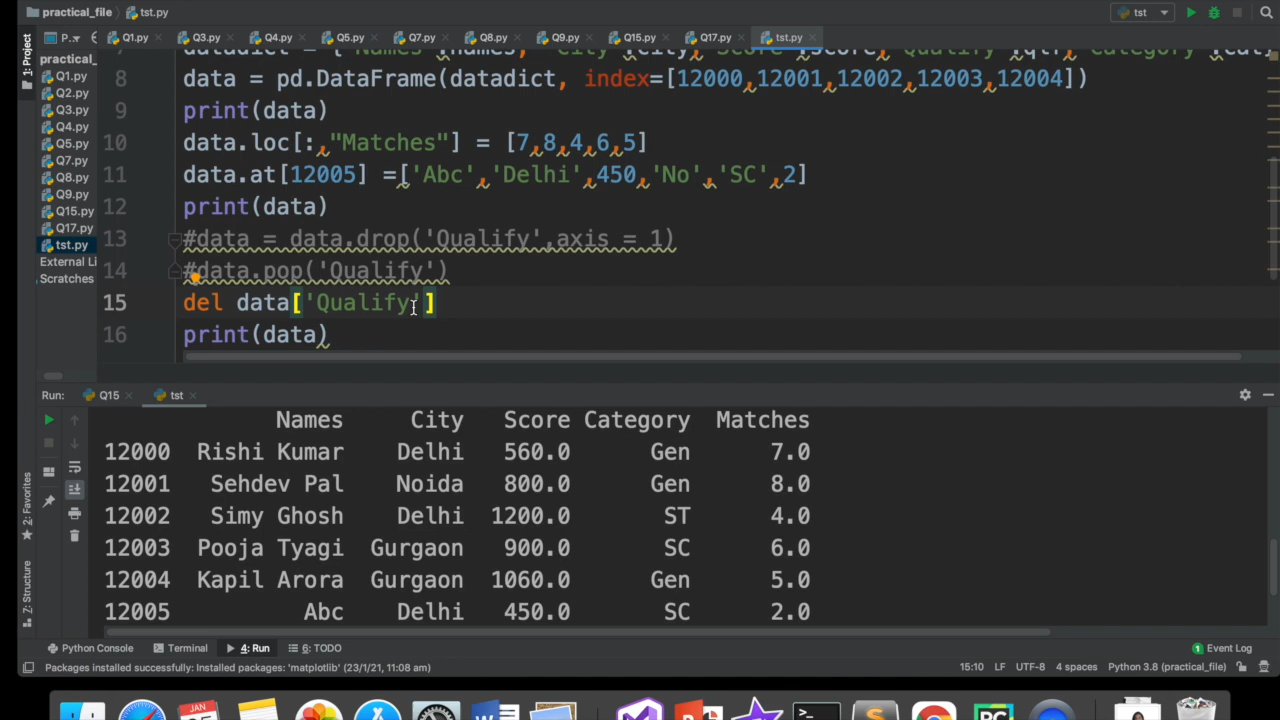 practical_file
tst.py
tst
1: Project
P...
Q1.py
Q3.py
Q4.py
Q5.py
Q7.py
Q8.py
Q9.py
Q15.py
Q17.py
tst.py
practical_
Q1.py
Q2.py
Q3.py
Q4.py
Q5.py
Q7.py
Q8.py
Q9.py
Q15.py
Q17.py
tst.py
External Li
Scratches
8 data = pd.DataFrame(datadict, index=[12000,12001,12002,12003,12004])
9 print(data)
10 data.loc[:,"Matches"] = [7,8,4,6,5]
11 data.at[12005] =['Abc','Delhi',450,'No','SC',2]
12 print(data)
13 #data = data.drop('Qualify',axis = 1)
14 #data.pop('Qualify')
15 del data['Qualify']
16 print(data)
Run: Q15 tst
Names City Score Category Matches
12000 Rishi Kumar Delhi 560.0 Gen 7.0
12001 Sehdev Pal Noida 800.0 Gen 8.0
12002 Simy Ghosh Delhi 1200.0 ST 4.0
12003 Pooja Tyagi Gurgaon 900.0 SC 6.0
12004 Kapil Arora Gurgaon 1060.0 Gen 5.0
12005 Abc Delhi 450.0 SC 2.0
2: Favorites
7: Structure
Python Console Terminal 4: Run 6: TODO 1 Event Log
Packages installed successfully: Installed packages: 'matplotlib' (23/1/21, 11:08 am) 15:10 LF UTF-8 4 spaces Python 3.8 (practical_file)
JAN
PC